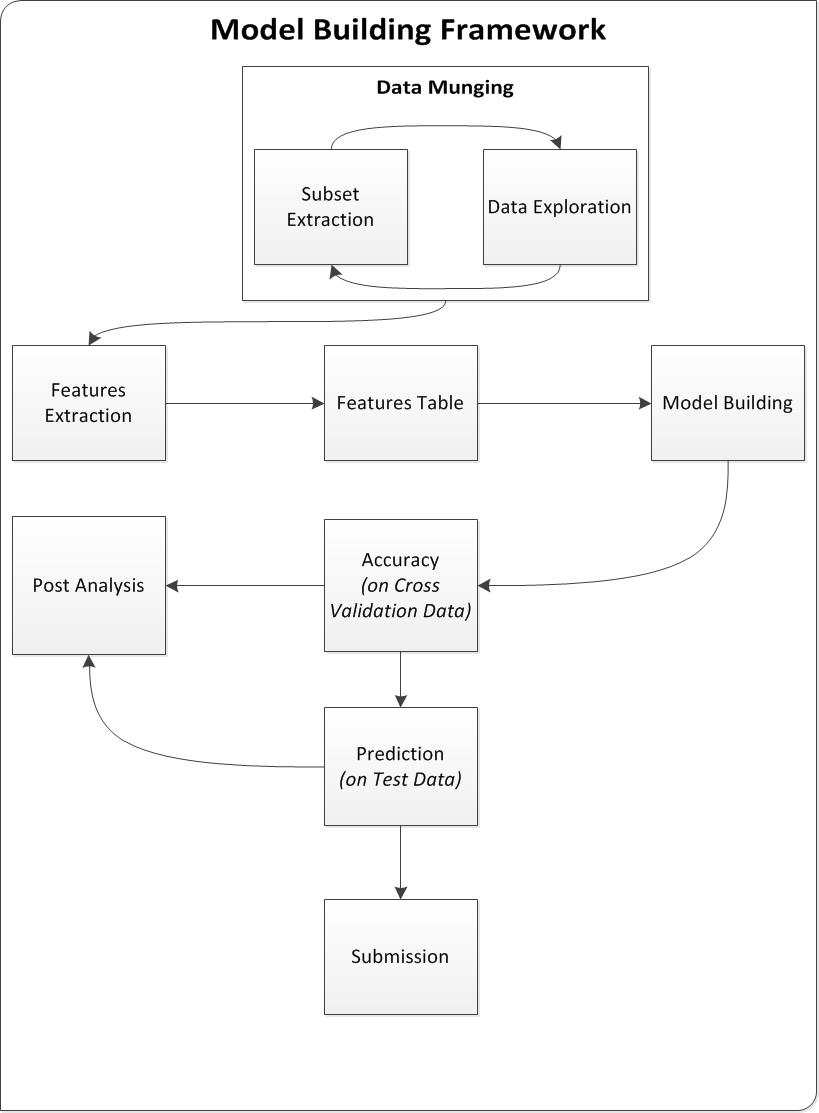 Model Building Framework
Data Munging
Subset
Extraction
Data Exploration
Features
Extraction
Features Table
Model Building
Post Analysis
Accuracy
(on Cross
Validation Data)
Prediction
(on Test Data)
Submission